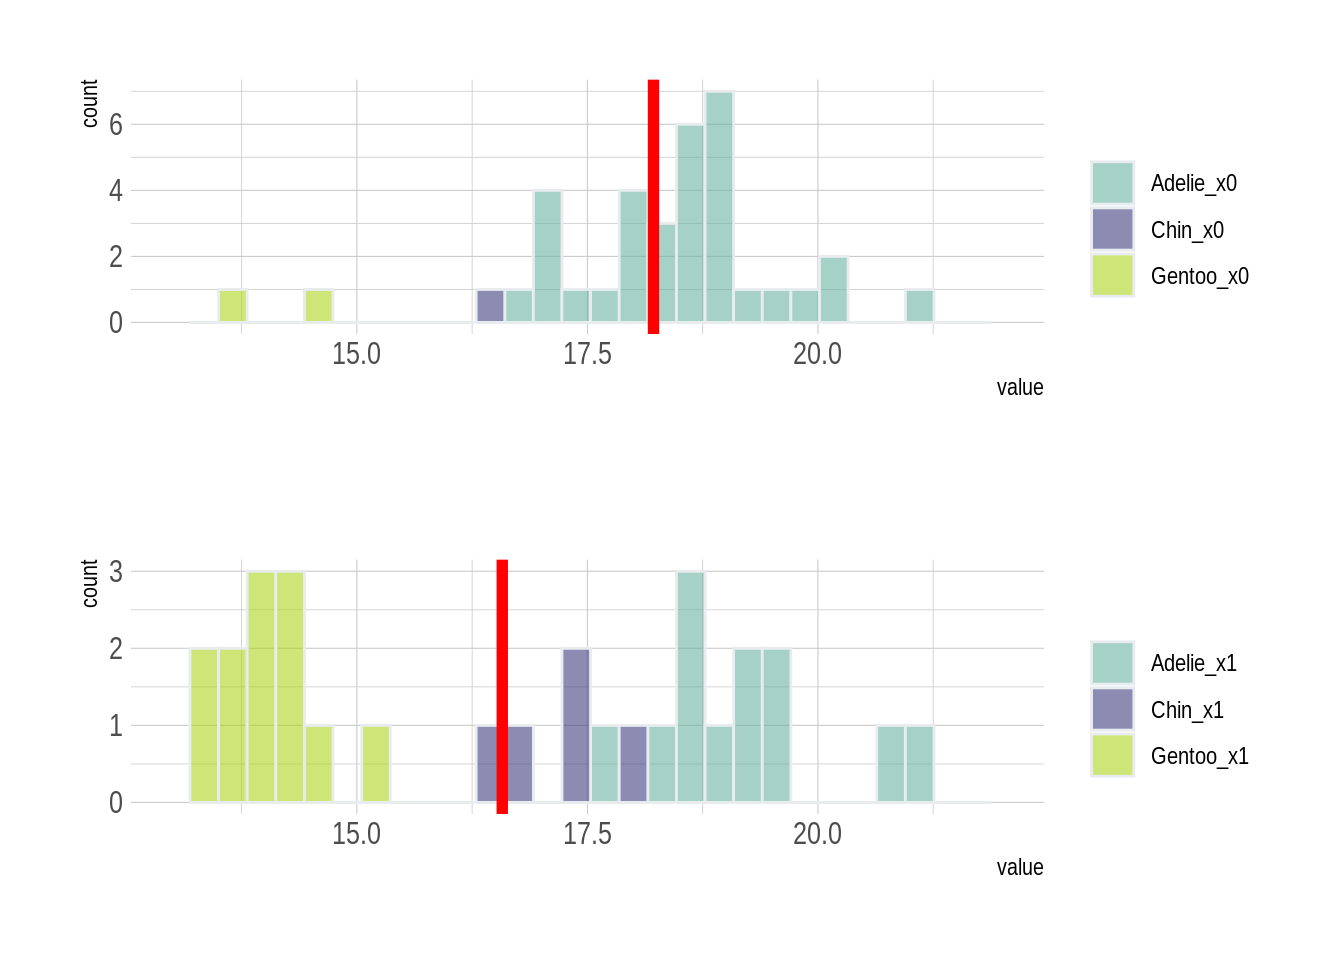 count
6
4
2
0
15.0 17.5 20.0
value
Adelie_x0
Chin_x0
Gentoo_x0
count
3
2
1
0
15.0 17.5 20.0
value
Adelie_x1
Chin_x1
Gentoo_x1